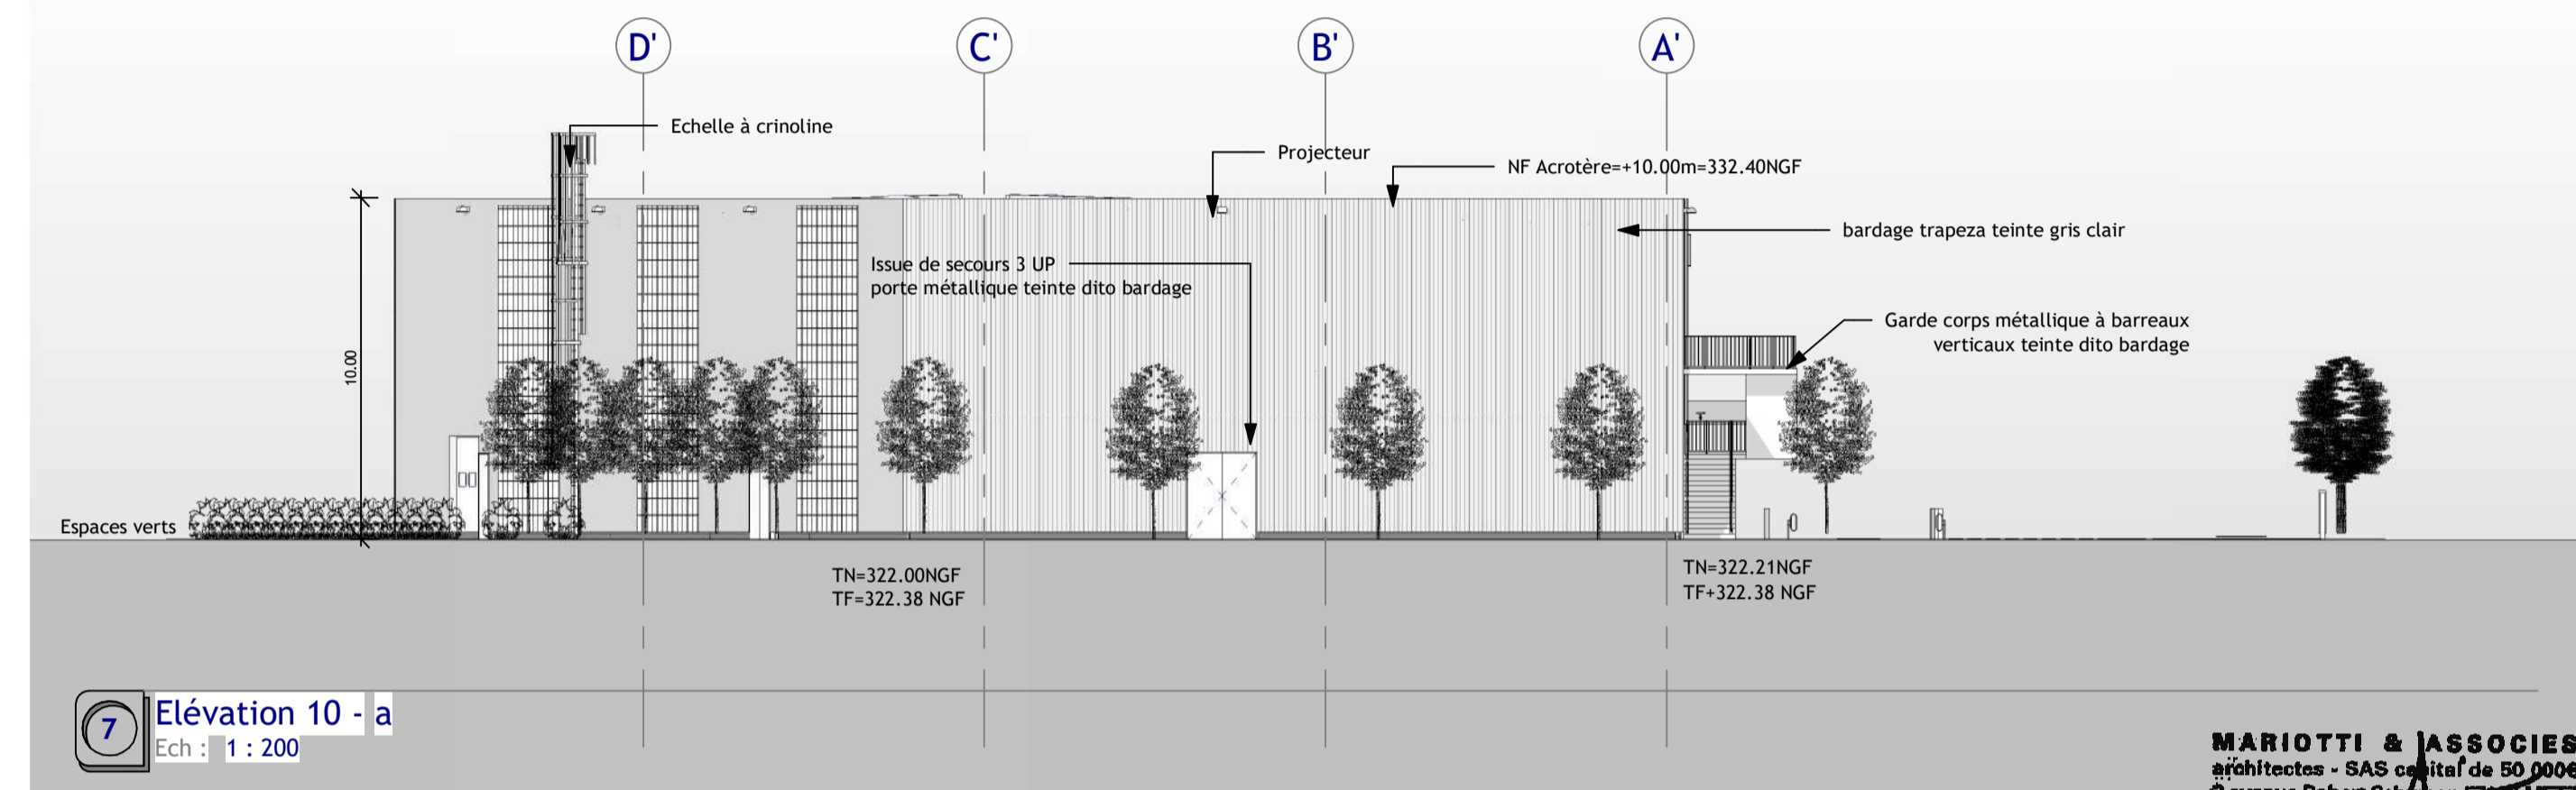 D' C' B' A'
Echelle à crinoline
Projecteur
NF Acrotère=+10.00m=332.40NGF
bardage trapeza teinte gris clair
Issue de secours 3 UP
porte métallique teinte dito bardage
Garde corps métallique à barreaux
verticaux teinte dito bardage
10.00
Espaces verts
TN=322.00NGF
TF=322.38 NGF
TN=322.21NGF
TF+322.38 NGF
7
Elévation 10 - a
Ech : 1 : 200
MARIOTTI & ASSOCIES
architectes - SAS capital de 50 000€